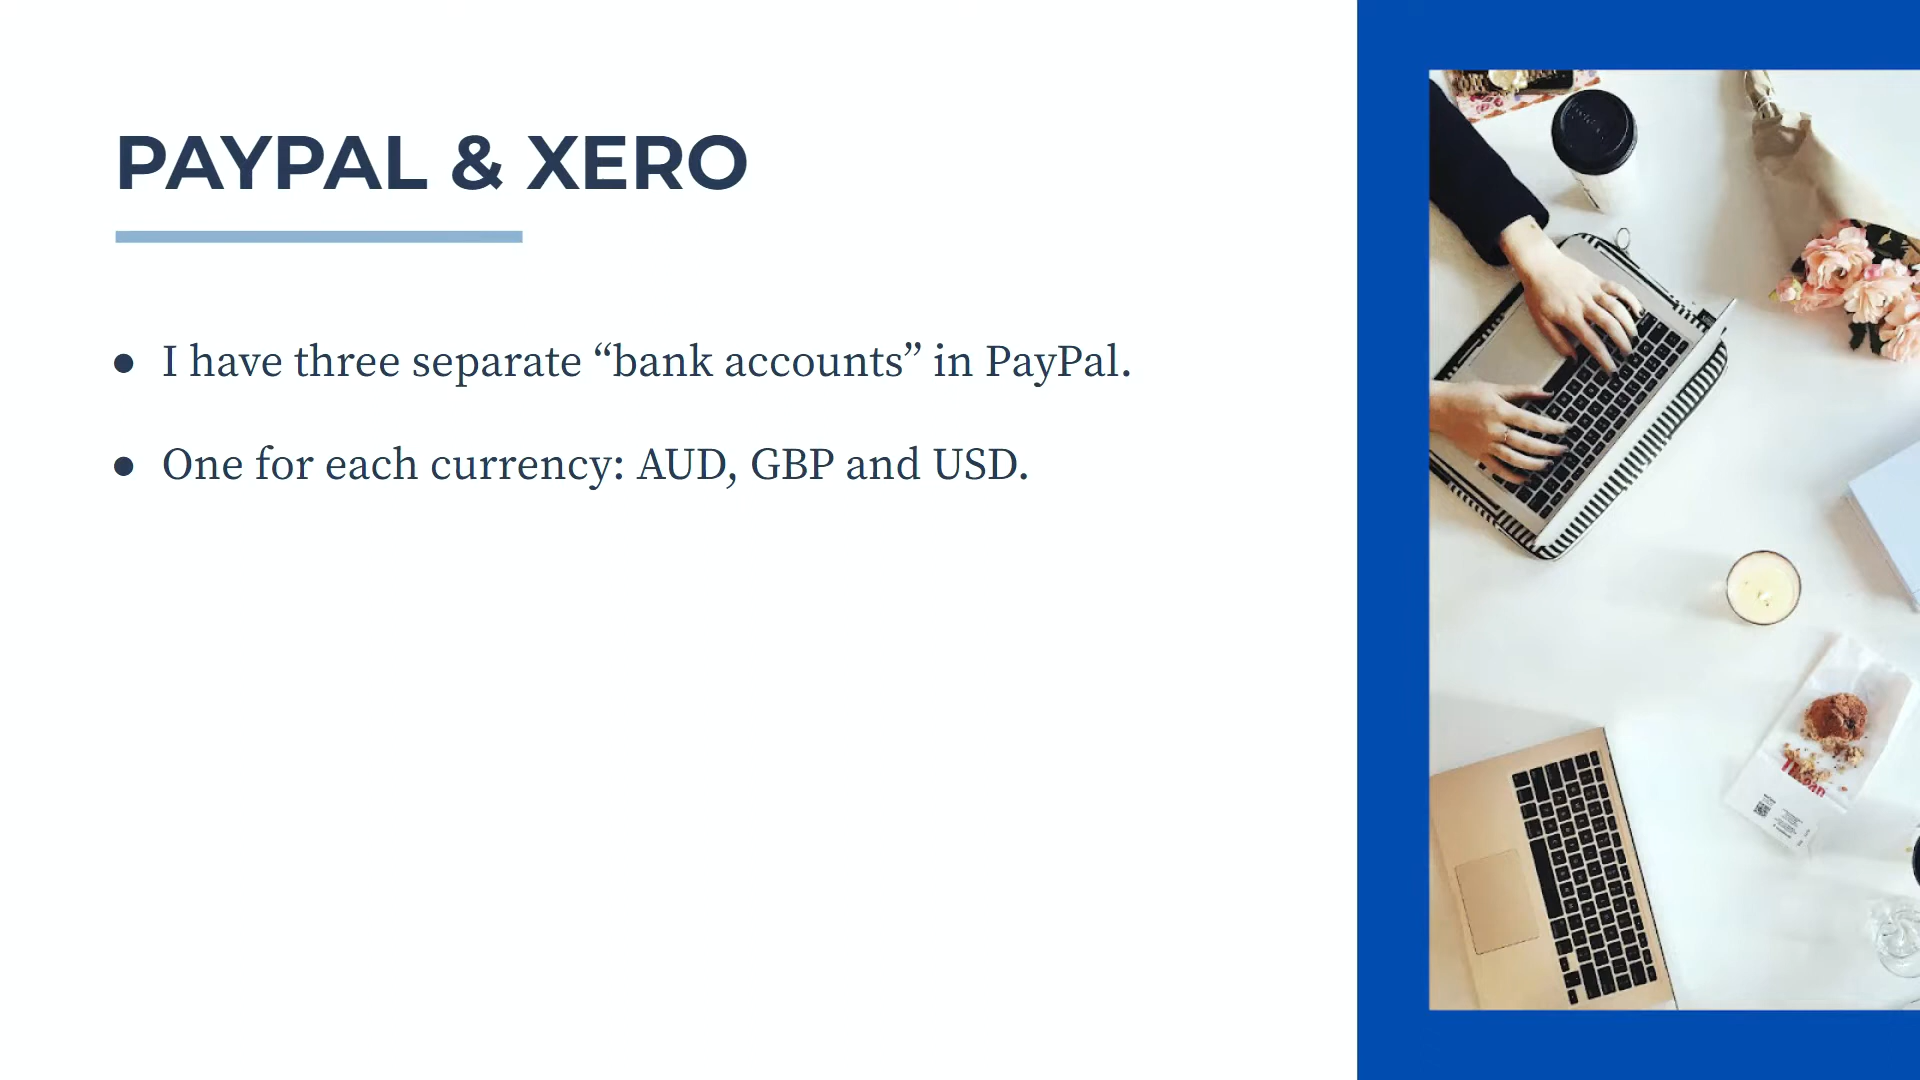 PAYPAL & XERO
● I have three separate “bank accounts” in PayPal.
● One for each currency: AUD, GBP and USD.